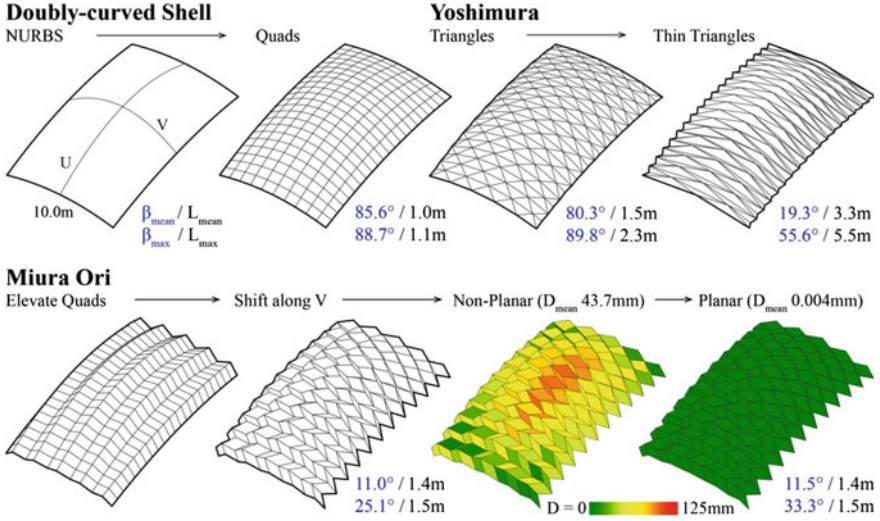 Doubly-curved Shell
NURBS
Quads
V
U
10.0m
βmean / Lmean
βmax / Lmax
85.6° / 1.0m
88.7° / 1.1m
Yoshimura
Triangles
Thin Triangles
80.3° / 1.5m
89.8° / 2.3m
19.3° / 3.3m
55.6° / 5.5m
Miura Ori
Elevate Quads
Shift along V
Non-Planar (Dmean 43.7mm)
Planar (Dmean 0.004mm)
11.0° / 1.4m
25.1° / 1.5m
D = 0
125mm
11.5° / 1.4m
33.3° / 1.5m